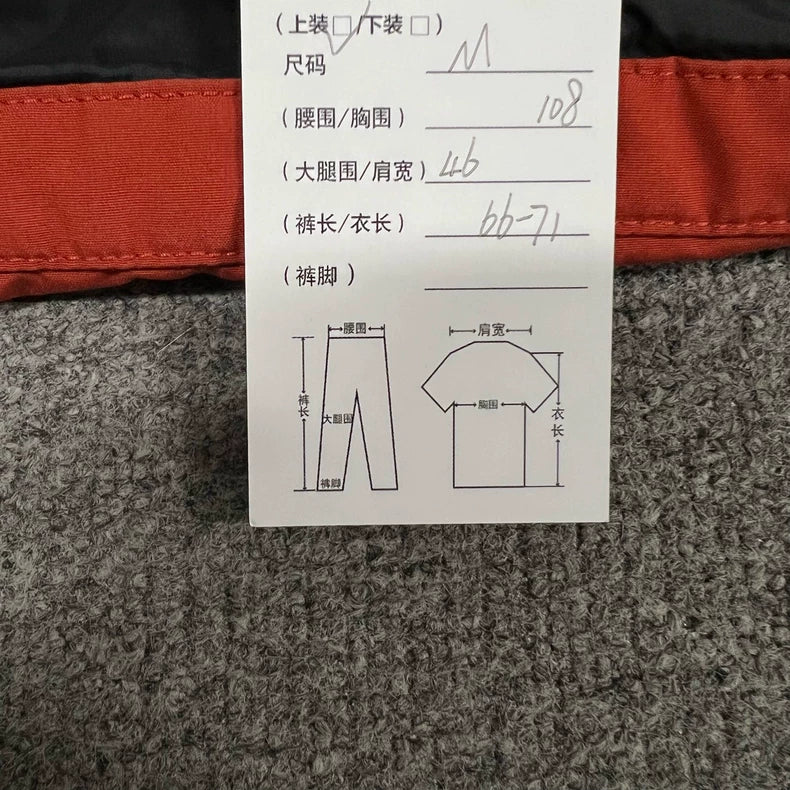 （上装□/下装□）
尺码 M
（腰围/胸围） 108
（大腿围/肩宽） 46
（裤长/衣长） 66-71
（裤脚）
腰围
肩宽
裤长
大腿围
胸围
衣长
裤脚